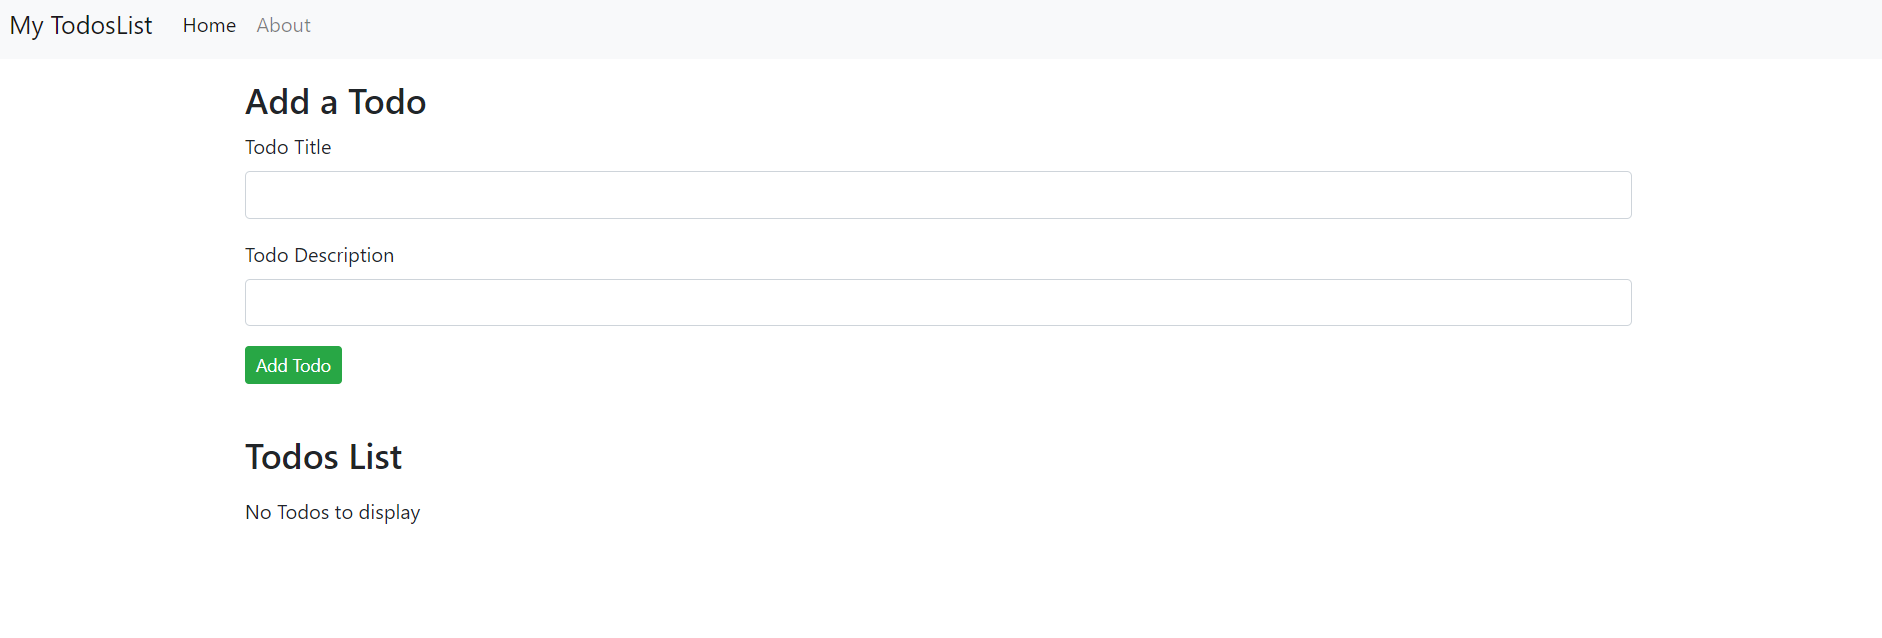 My TodosList Home About
Add a Todo
Todo Title
Todo Description
Add Todo
Todos List
No Todos to display